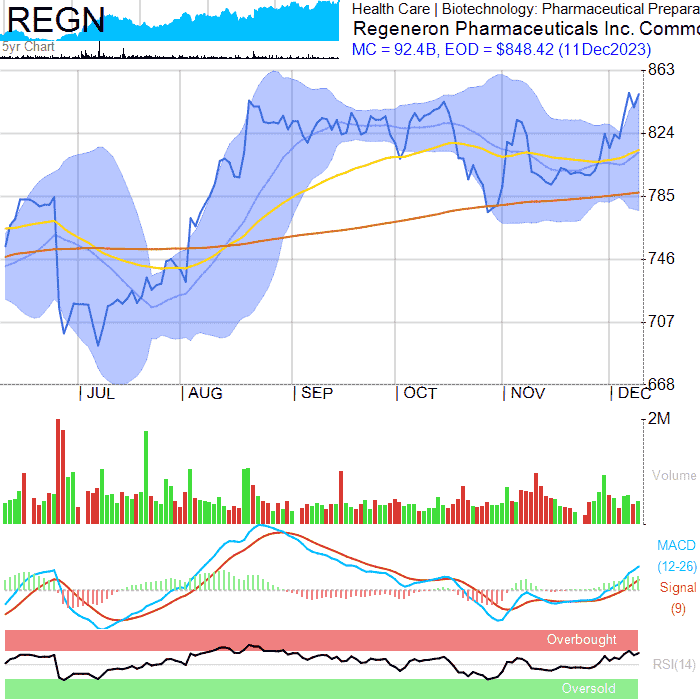 REGN
5yr Chart
Health Care | Biotechnology: Pharmaceutical Prepara
Regeneron Pharmaceuticals Inc. Commo
MC = 92.4B, EOD = $848.42 (11Dec2023)
863
824
785
746
707
668
| JUL | AUG | SEP | OCT | NOV | DEC
2M
Volume
MACD
(12-26)
Signal
(9)
Overbought
RSI(14)
Oversold